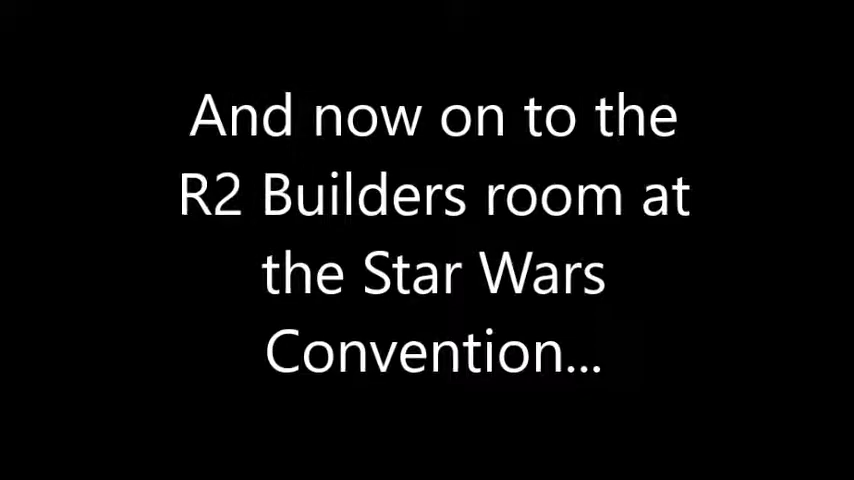 And now on to the
R2 Builders room at
the Star Wars
Convention...